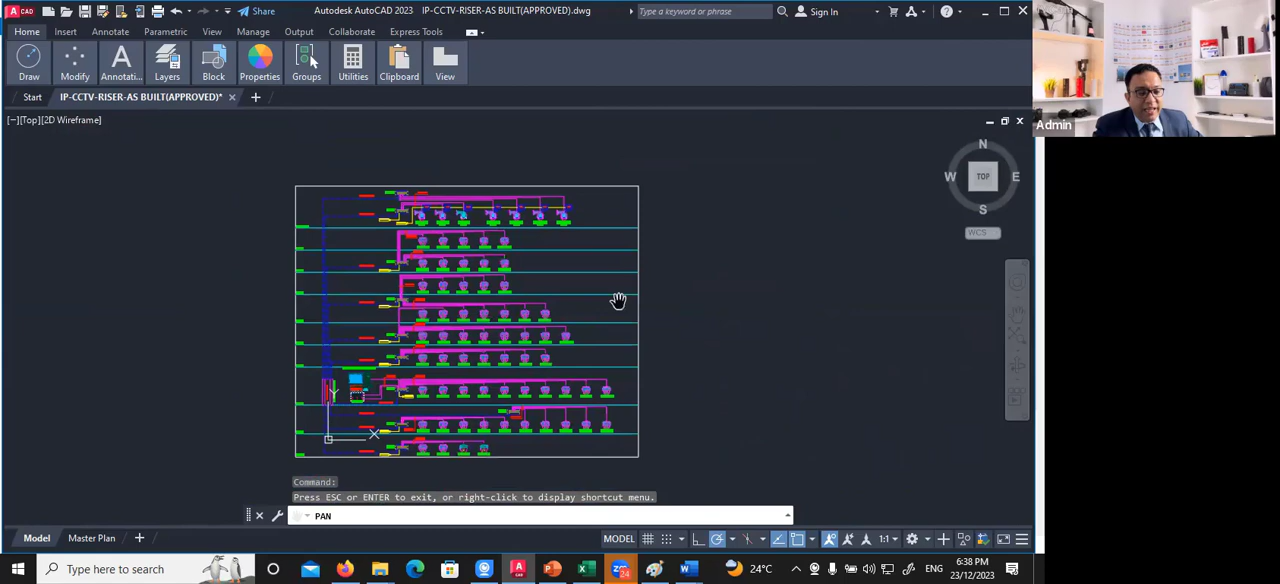 CAD
Share
Autodesk AutoCAD 2023 IP-CCTV-RISER-AS BUILT(APPROVED).dwg
Type a keyword or phrase
Sign In
Home Insert Annotate Parametric View Manage Output Collaborate Express Tools
Draw Modify Annotati... Layers Block Properties Groups Utilities Clipboard View
Start IP-CCTV-RISER-AS BUILT(APPROVED)*
[−][Top][2D Wireframe]
Admin
N
W TOP E
S
WCS
Y
X
Command:
Press ESC or ENTER to exit, or right-click to display shortcut menu.
PAN
Model Master Plan
MODEL 1:1
Type here to search
24
24°C
ENG
6:38 PM
23/12/2023